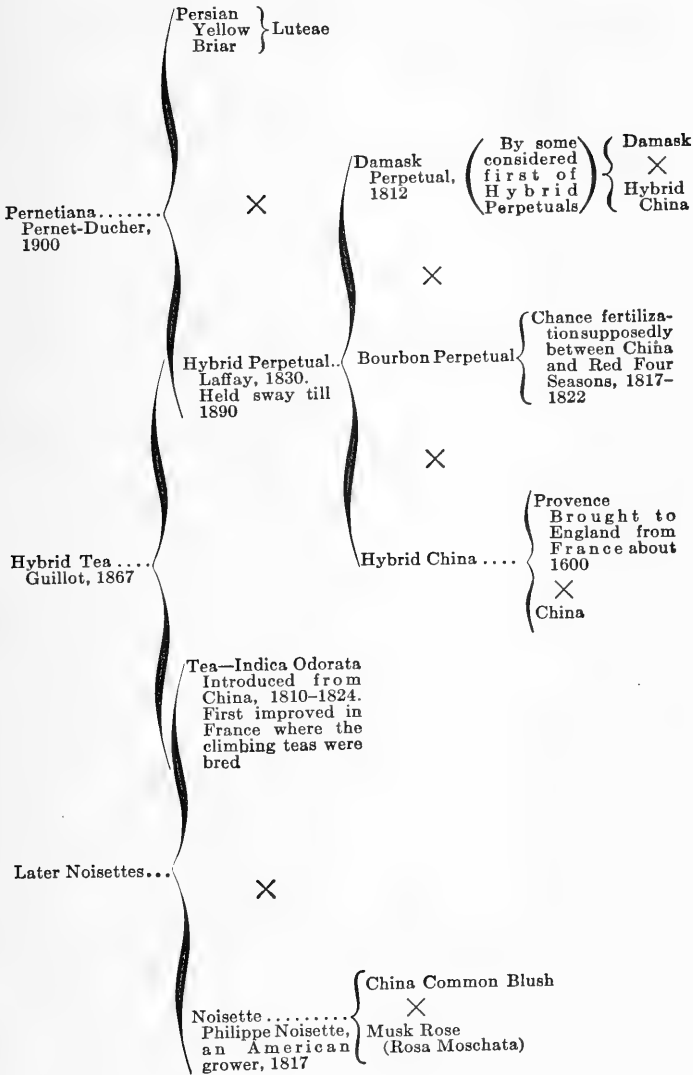 Persian
Yellow
Briar
Luteae
Damask
Perpetual,
1812
By some
considered
first of
Hybrid
Perpetuals
Damask
×
Hybrid
China
Pernetiana.......
Pernet-Ducher,
1900
×
×
Hybrid Perpetual..
Laffay, 1830.
Held sway till
1890
Bourbon Perpetual
Chance fertiliza-
tion supposedly
between China
and Red Four
Seasons, 1817–
1822
×
Hybrid Tea ....
Guillot, 1867
Hybrid China ....
Provence
Brought to
England from
France about
1600
×
China
Tea—Indica Odorata
Introduced from
China, 1810–1824.
First improved in
France where the
climbing teas were
bred
Later Noisettes...
×
Noisette .........
Philippe Noisette,
an American
grower, 1817
China Common Blush
×
Musk Rose
(Rosa Moschata)